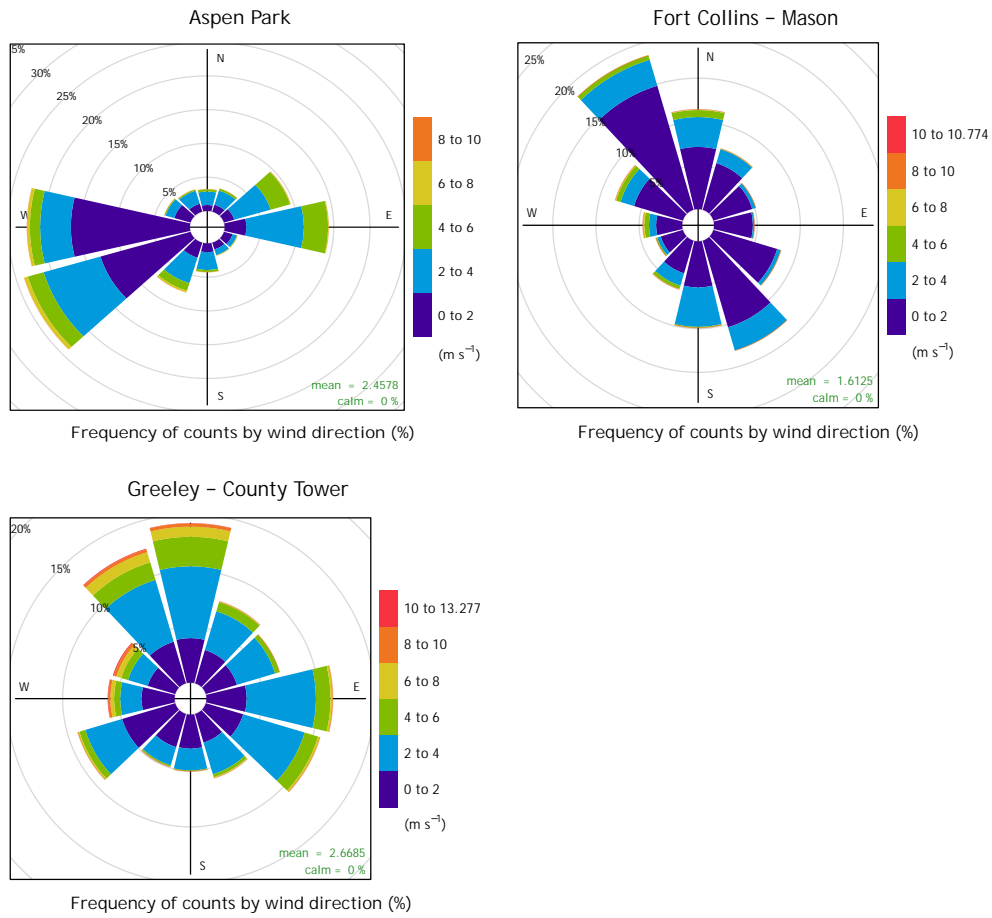 Aspen Park
5%
30%
25%
20%
15%
10%
5%
N
W
E
S
mean = 2.4578
calm = 0 %
8 to 10
6 to 8
4 to 6
2 to 4
0 to 2
(m s⁻¹)
Frequency of counts by wind direction (%)
Fort Collins – Mason
25%
20%
15%
10%
5%
N
W
E
S
mean = 1.6125
calm = 0 %
10 to 10.774
8 to 10
6 to 8
4 to 6
2 to 4
0 to 2
(m s⁻¹)
Frequency of counts by wind direction (%)
Greeley – County Tower
20%
15%
10%
5%
W
E
S
mean = 2.6685
calm = 0 %
10 to 13.277
8 to 10
6 to 8
4 to 6
2 to 4
0 to 2
(m s⁻¹)
Frequency of counts by wind direction (%)